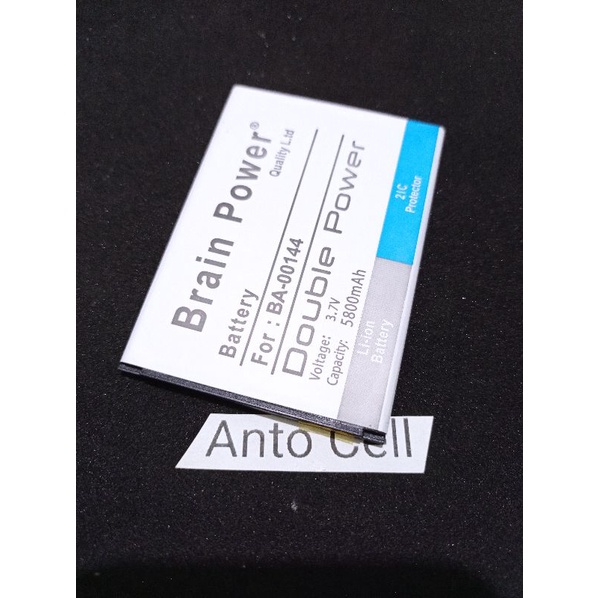 Brain Power®
Quality L.td
Battery
For : BA-00144
Double Power
Voltage: 3.7V
Capacity: 5800mAh
2IC
Protector
Li-ion
Battery
Anto Cell